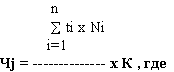 n
∑ ti x Ni
i=1
Чj = -------------- x К , где